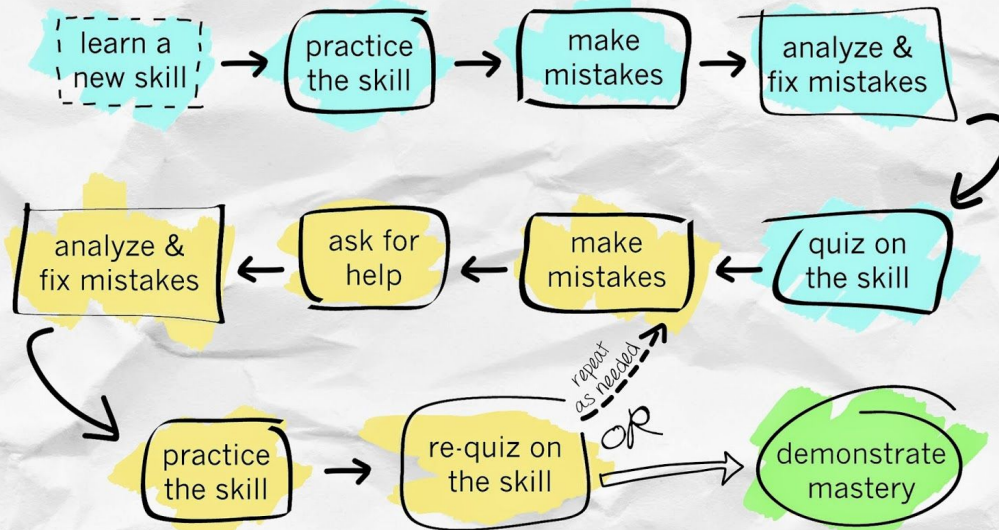 learn a
new skill
practice
the skill
make
mistakes
analyze &
fix mistakes
quiz on
the skill
make
mistakes
ask for
help
analyze &
fix mistakes
practice
the skill
re-quiz on
the skill
repeat
as needed
OR
demonstrate
mastery